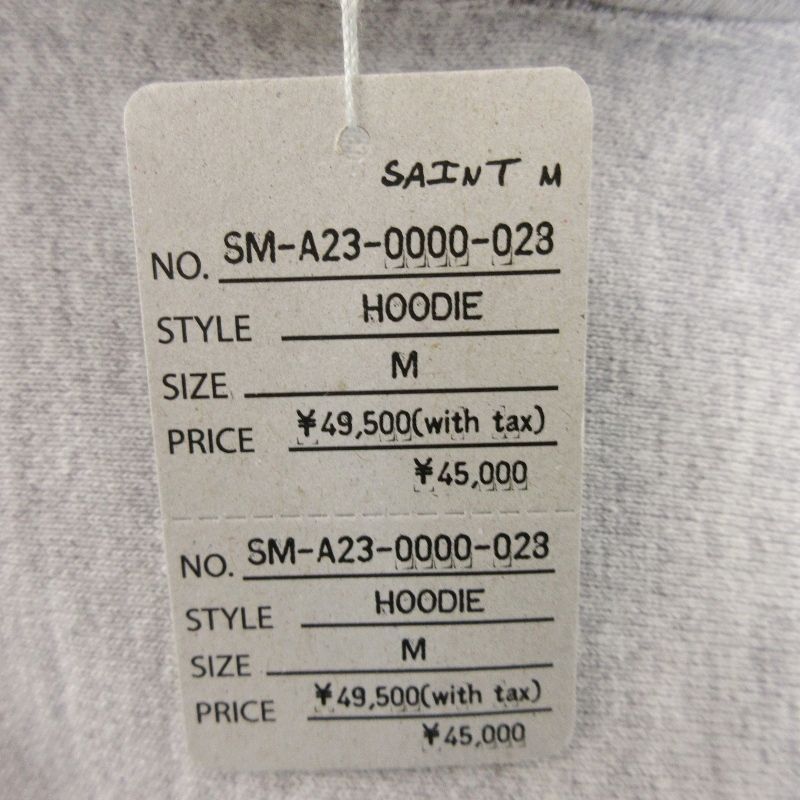 SAINT M
NO. SM-A23-0000-028
STYLE HOODIE
SIZE M
PRICE ¥49,500(with tax)
¥45,000
NO. SM-A23-0000-028
STYLE HOODIE
SIZE M
PRICE ¥49,500(with tax)
¥45,000